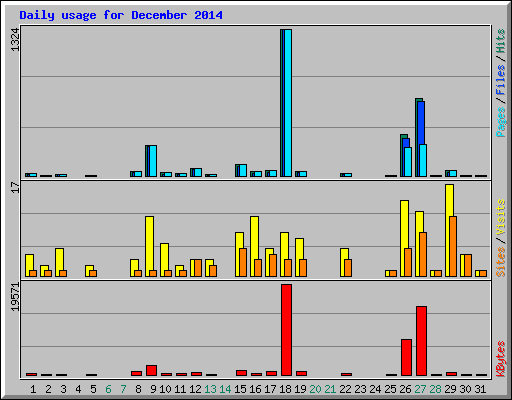 Daily usage for December 2014
1324
Pages / Files / Hits
17
Sites / Visits
19571
KBytes
1 2 3 4 5 6 7 8 9 10 11 12 13 14 15 16 17 18 19 20 21 22 23 24 25 26 27 28 29 30 31